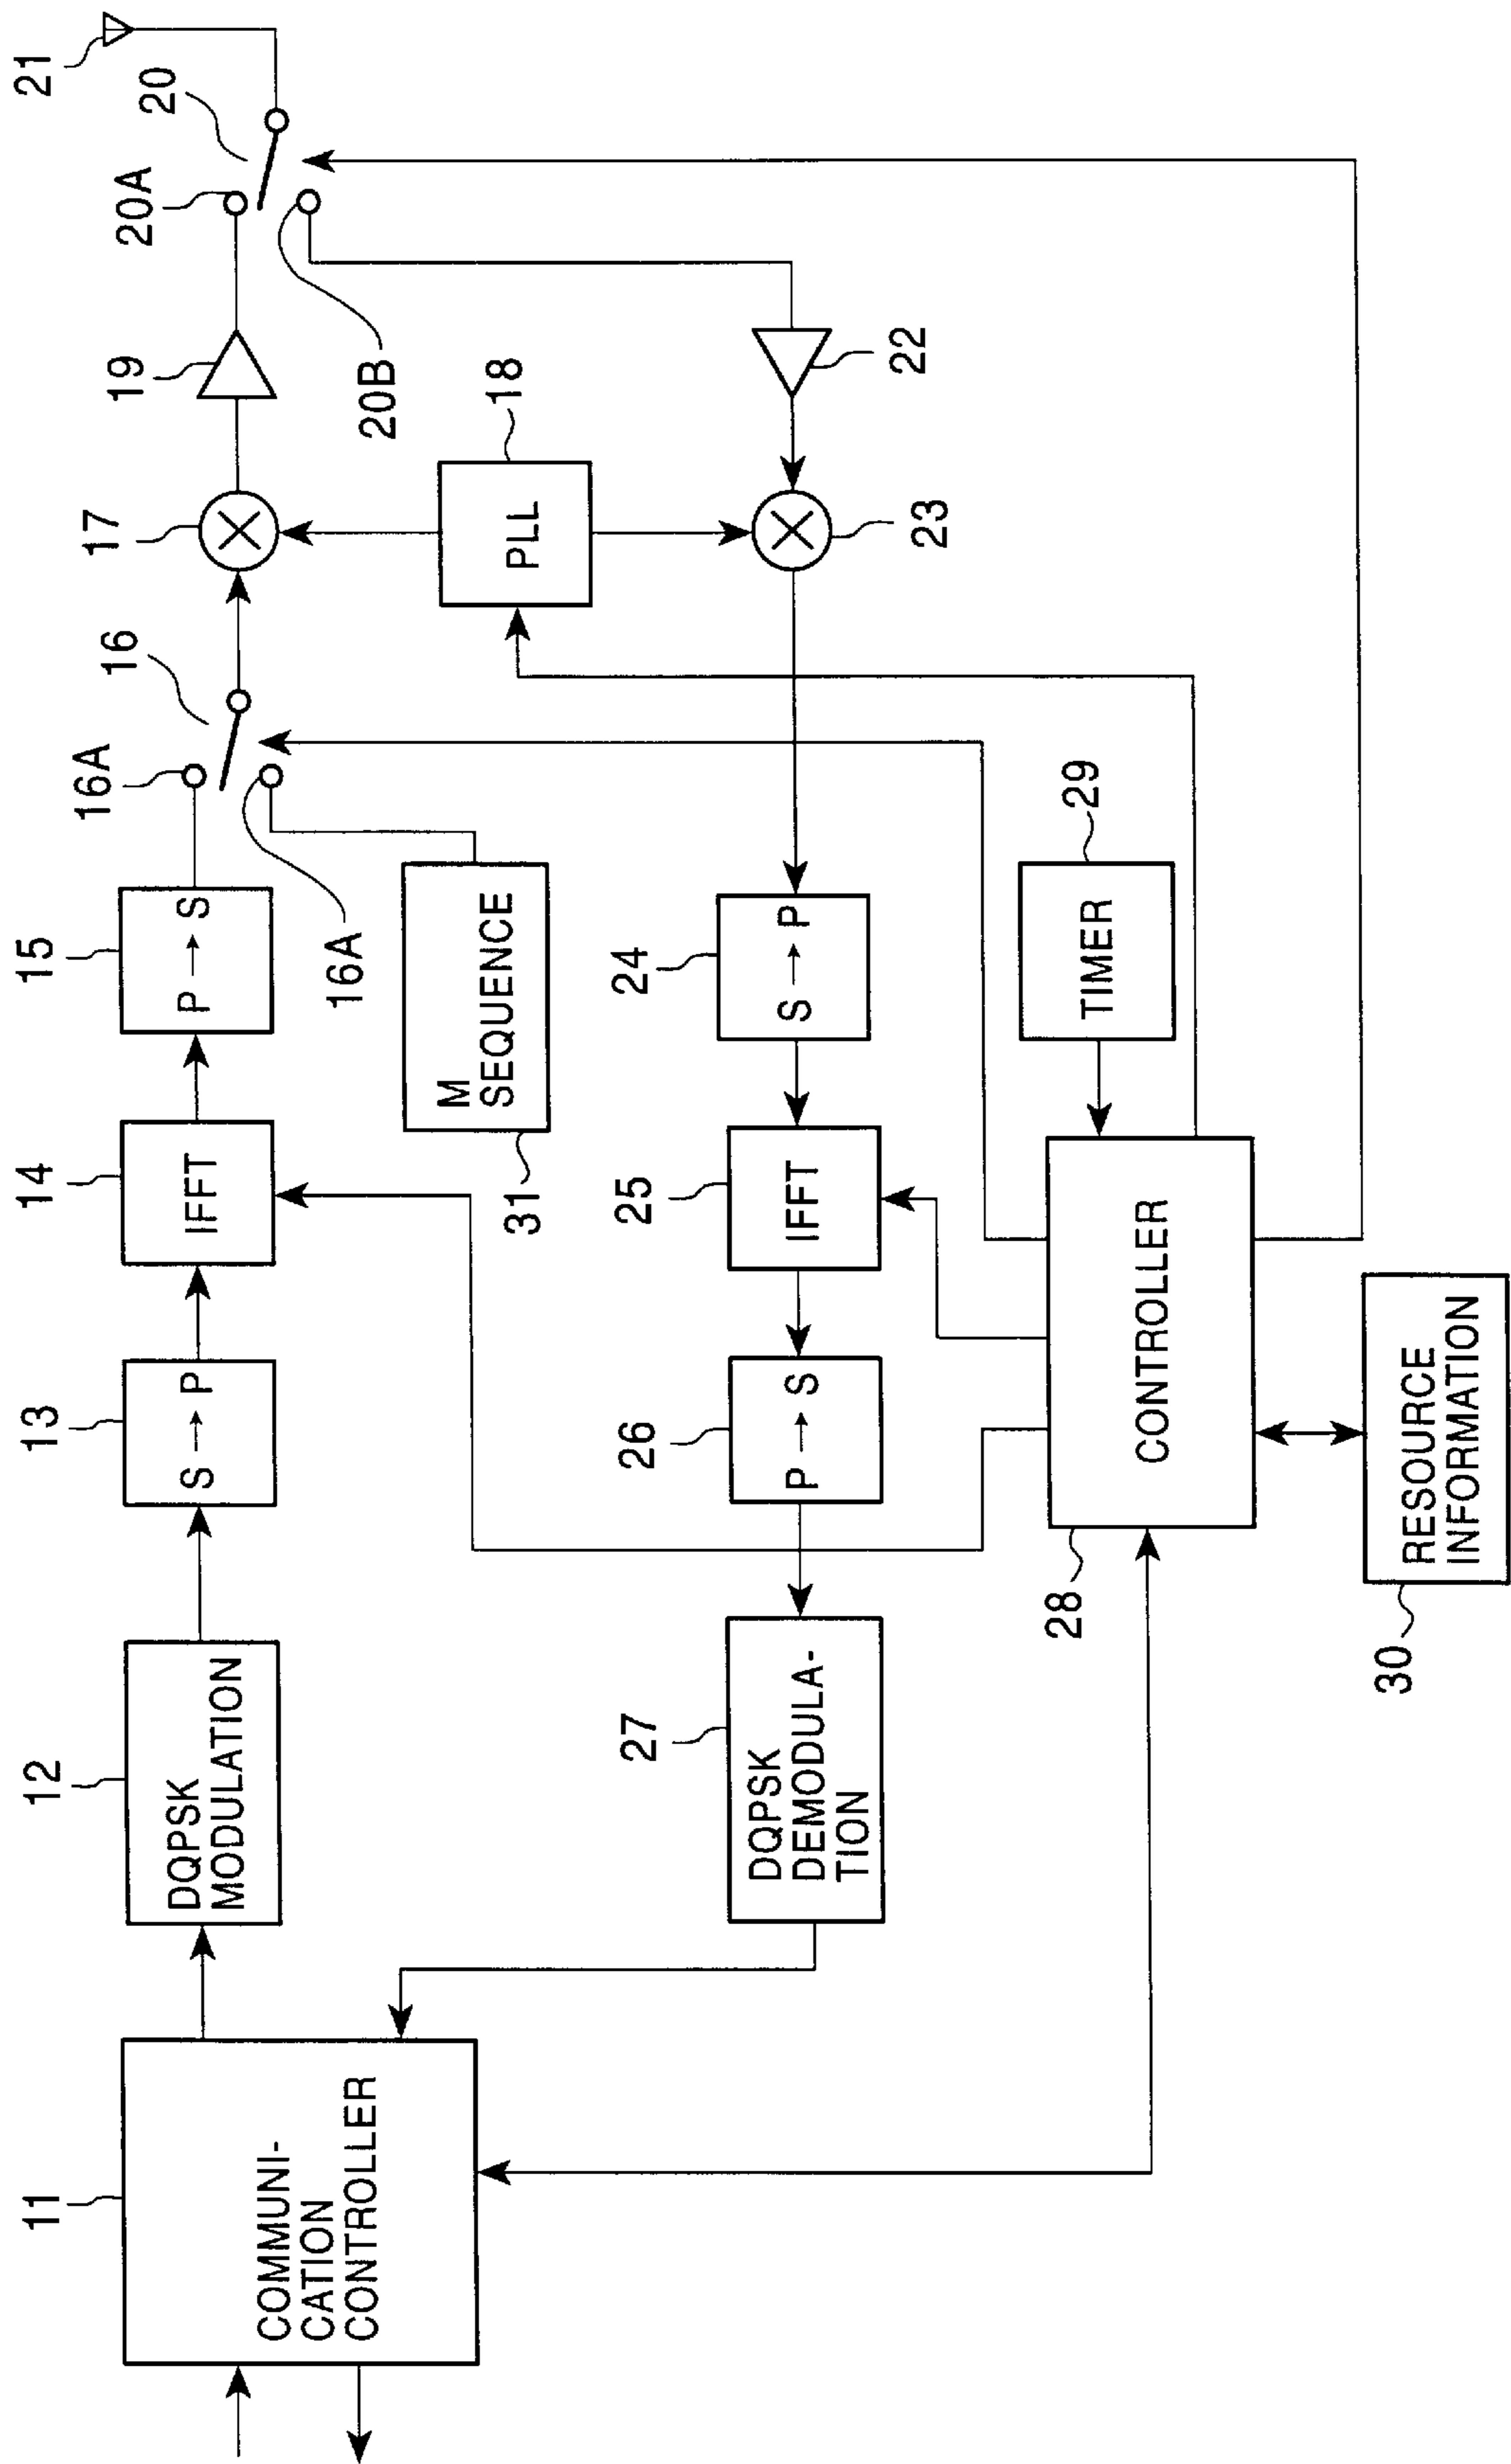 11
COMMUNI-
CATION
CONTROLLER
12
DQPSK
MODULATION
13
S → P
14
IFFT
15
P → S
16A
16
16A
M
SEQUENCE
31
17
18
PLL
19
20A
20
20B
21
22
23
24
S → P
25
IFFT
26
P → S
27
DQPSK
DEMODULA-
TION
28
CONTROLLER
29
TIMER
30
RESOURCE
INFORMATION